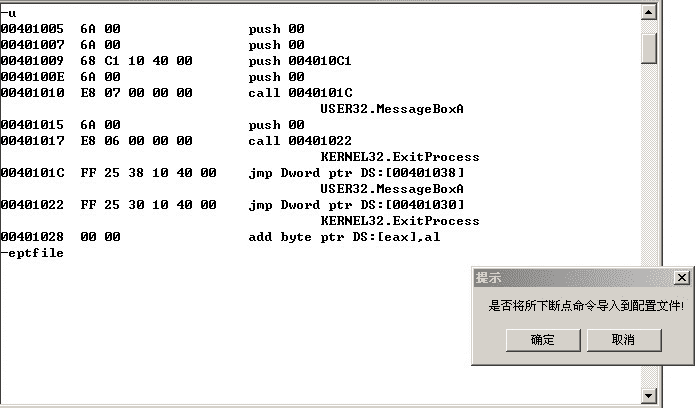 -u
00401005 6A 00 push 00
00401007 6A 00 push 00
00401009 68 C1 10 40 00 push 004010C1
0040100E 6A 00 push 00
00401010 E8 07 00 00 00 call 0040101C
USER32.MessageBoxA
00401015 6A 00 push 00
00401017 E8 06 00 00 00 call 00401022
KERNEL32.ExitProcess
0040101C FF 25 38 10 40 00 jmp Dword ptr DS:[00401038]
USER32.MessageBoxA
00401022 FF 25 30 10 40 00 jmp Dword ptr DS:[00401030]
KERNEL32.ExitProcess
00401028 00 00 add byte ptr DS:[eax],al
-eptfile
提示
是否将所下断点命令导入到配置文件!
确定
取消